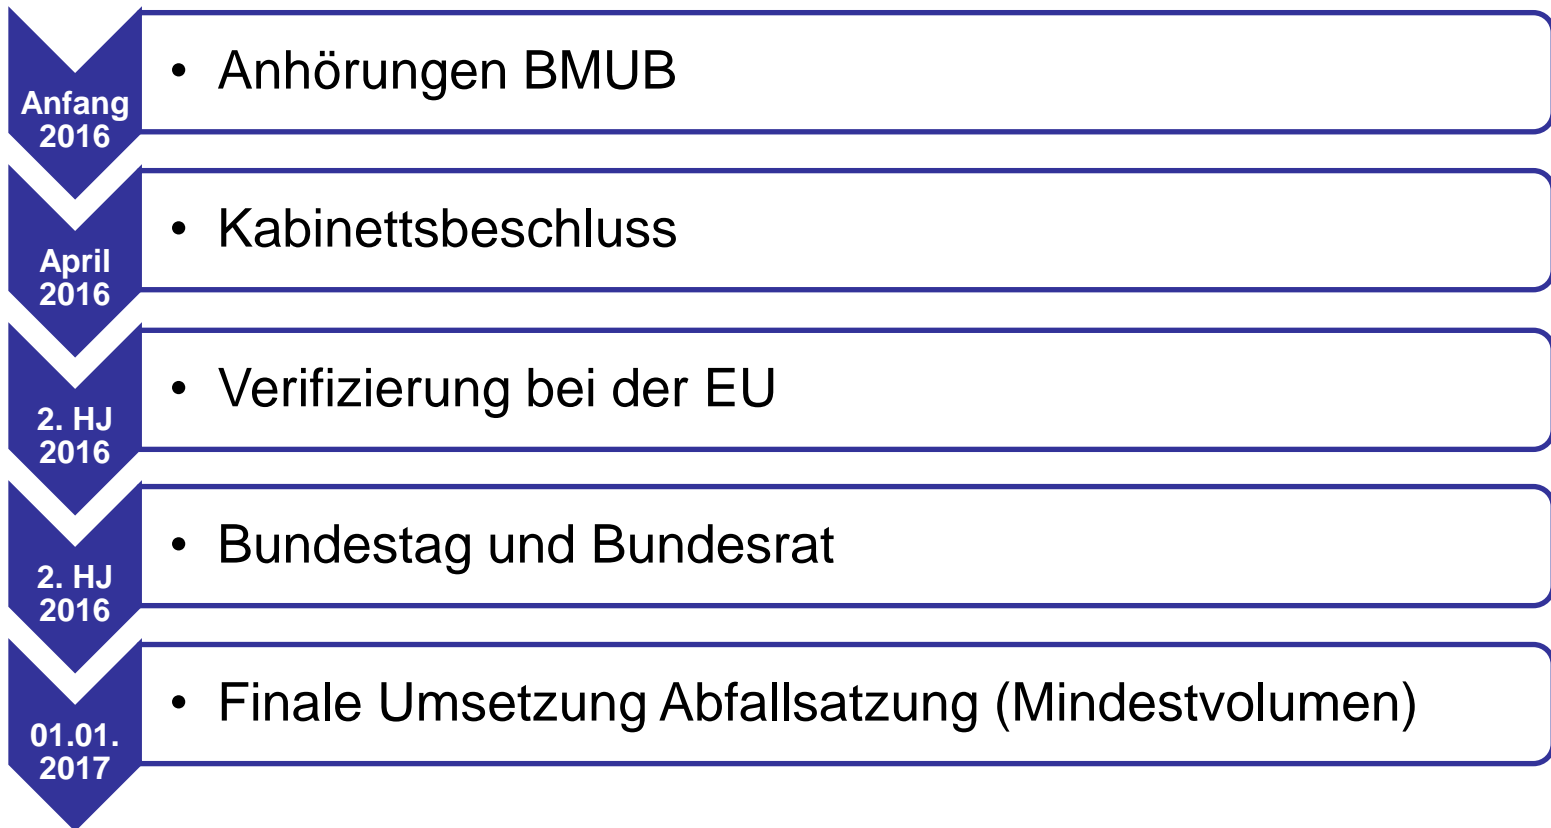 Anfang
2016
• Anhörungen BMUB
April
2016
• Kabinettsbeschluss
2. HJ
2016
• Verifizierung bei der EU
2. HJ
2016
• Bundestag und Bundesrat
01.01.
2017
• Finale Umsetzung Abfallsatzung (Mindestvolumen)